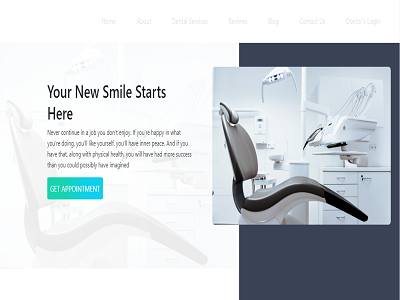 Home About Dental Services Reviews Blog Contact Us Doctor's Login
Your New Smile Starts
Here
Never continue in a job you don't enjoy. If you're happy in what
you're doing, you'll like yourself, you'll have inner peace. And if you
have that, along with physical health, you will have had more success
than you could possibly have imagined
GET APPOINTMENT